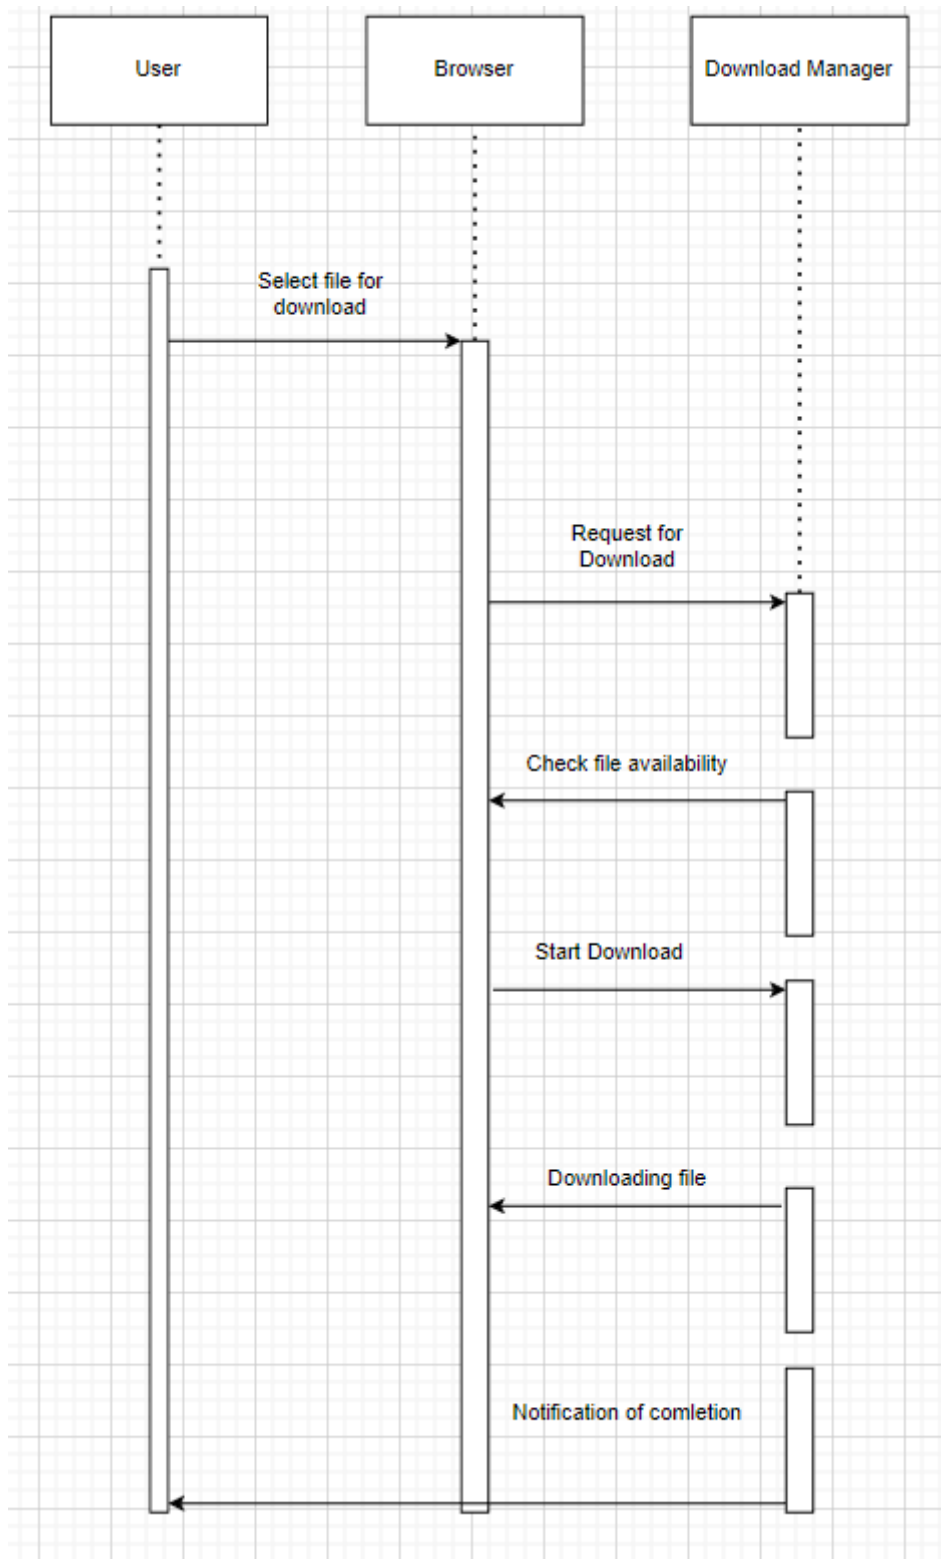 User
Browser
Download Manager
Select file for
download
Request for
Download
Check file availability
Start Download
Downloading file
Notification of comletion